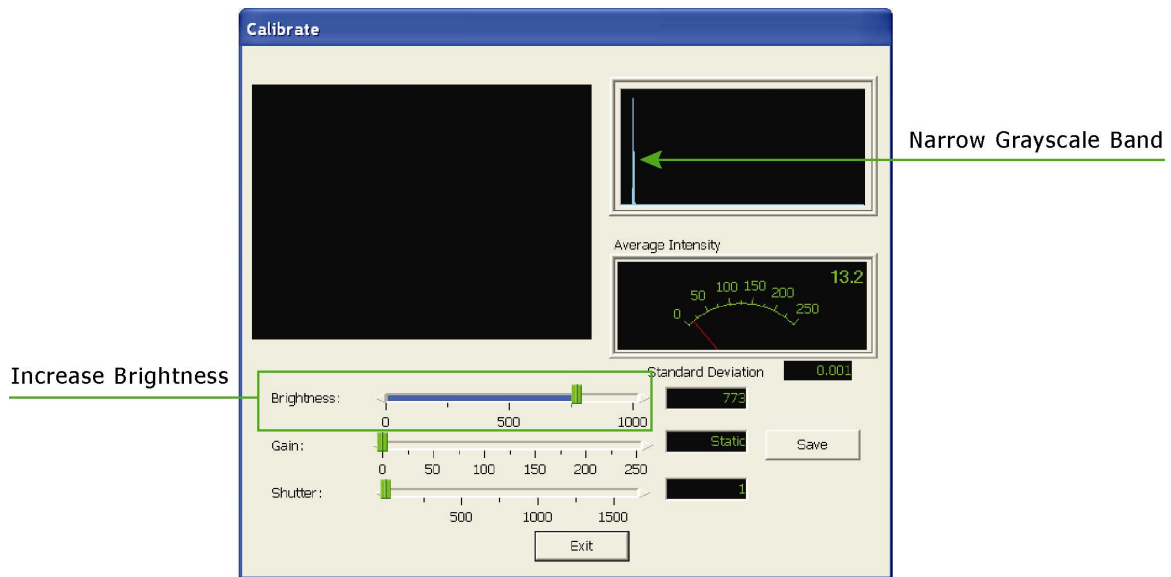 Calibrate
Narrow Grayscale Band
Average Intensity
13.2
0 50 100 150 200 250
Standard Deviation 0.001
Increase Brightness
Brightness: 773
0 500 1000
Gain: Static Save
0 50 100 150 200 250
Shutter: 1
500 1000 1500
Exit